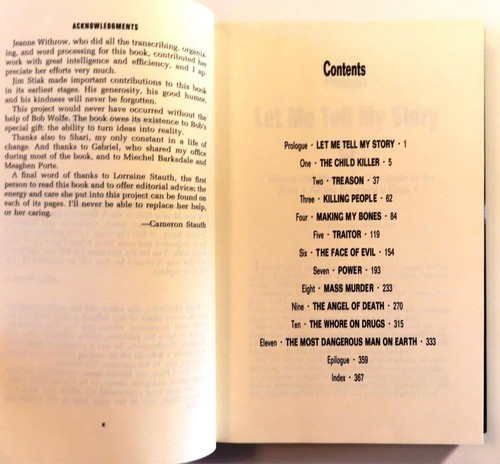 ACKNOWLEDGMENTS
Jeanne Withrow, who did all the transcribing, organiz-
ing, and word processing for this book, contributed her
work with great intelligence and efficiency, and I ap-
preciate her efforts very much.
Jim Stiak made important contributions to this book
in its earliest stages. His generosity, his good humor,
and his kindness will never be forgotten.
This project would never have occurred without the
help of Bob Wolfe. The book owes its existence to Bob's
special gift: the ability to turn ideas into reality.
Thanks also to Shari, my only constant in a life of
change. And thanks to Gabriel, who shared my office
during most of the book, and to Miechel Barksdale and
Meaghen Porte.
A final word of thanks to Lorraine Stauth, the first
person to read this book and to offer editorial advice; the
energy and care she put into this project can be found on
each of its pages. I'll never be able to replace her help,
or her caring.
—Cameron Stauth
x
Contents
Let Me Tell My Story
Prologue · LET ME TELL MY STORY · 1
One · THE CHILD KILLER · 5
Two · TREASON · 37
Three · KILLING PEOPLE · 62
Four · MAKING MY BONES · 84
Five · TRAITOR · 119
Six · THE FACE OF EVIL · 154
Seven · POWER · 193
Eight · MASS MURDER · 233
Nine · THE ANGEL OF DEATH · 270
Ten · THE WHORE ON DRUGS · 315
Eleven · THE MOST DANGEROUS MAN ON EARTH · 333
Epilogue · 359
Index · 367